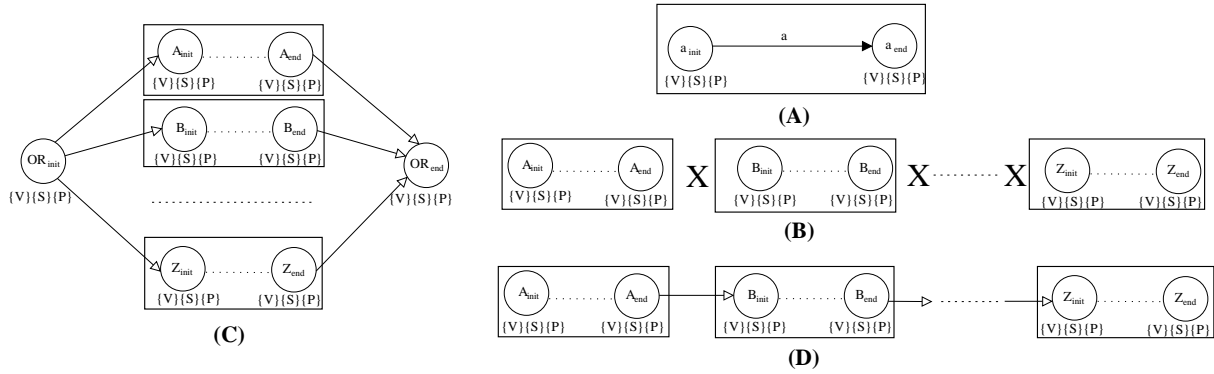 A init
A end
{V}{S}{P}
{V}{S}{P}
B init
B end
{V}{S}{P}
{V}{S}{P}
OR init
OR end
{V}{S}{P}
{V}{S}{P}
Z init
Z end
{V}{S}{P}
{V}{S}{P}
(C)
a
a init
a end
{V}{S}{P}
{V}{S}{P}
(A)
A init
A end
X
B init
B end
X
X
Z init
Z end
{V}{S}{P}
{V}{S}{P}
{V}{S}{P}
{V}{S}{P}
{V}{S}{P}
{V}{S}{P}
(B)
A init
A end
B init
B end
Z init
Z end
{V}{S}{P}
{V}{S}{P}
{V}{S}{P}
{V}{S}{P}
{V}{S}{P}
{V}{S}{P}
(D)